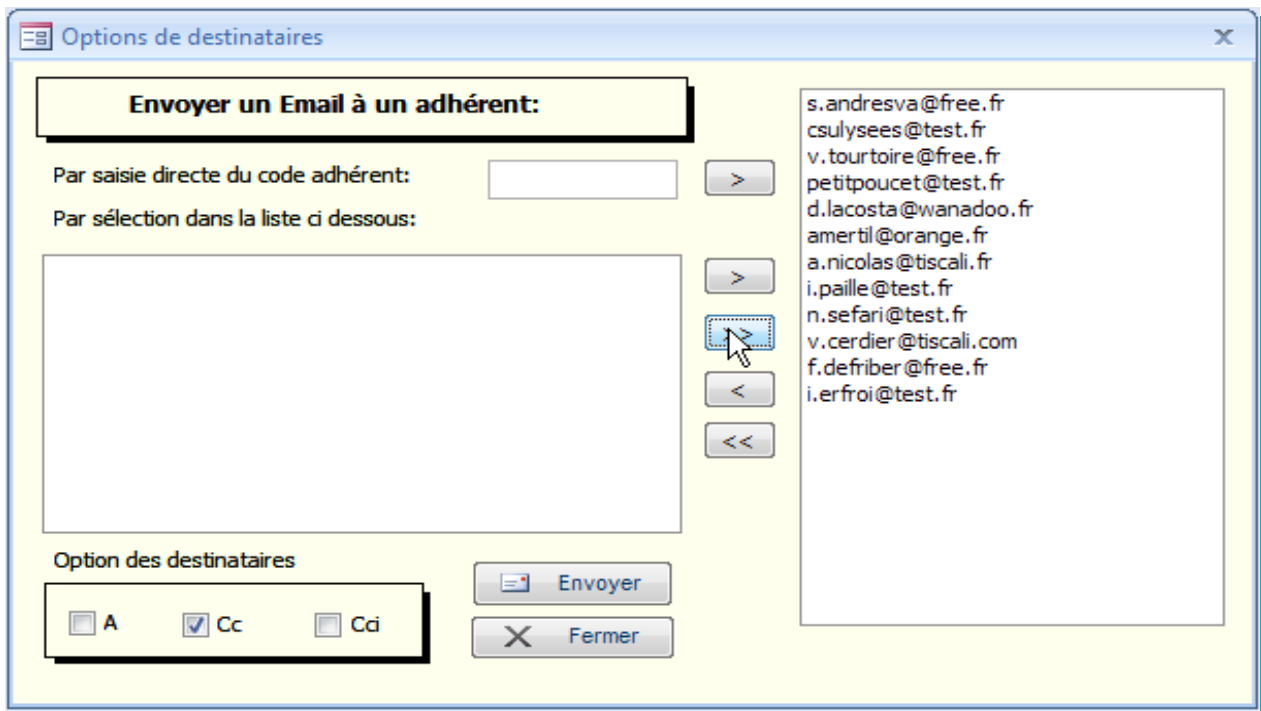 Options de destinataires
Envoyer un Email à un adhérent:
Par saisie directe du code adhérent:
>
Par sélection dans la liste ci dessous:
>
>>
<
<<
s.andresva@free.fr
csulysees@test.fr
v.tourtoire@free.fr
petitpoucet@test.fr
d.lacosta@wanadoo.fr
amertil@orange.fr
a.nicolas@tiscali.fr
i.paille@test.fr
n.sefari@test.fr
v.cerdier@tiscali.com
f.defriber@free.fr
i.erfroi@test.fr
Option des destinataires
A Cc Cci
Envoyer
Fermer